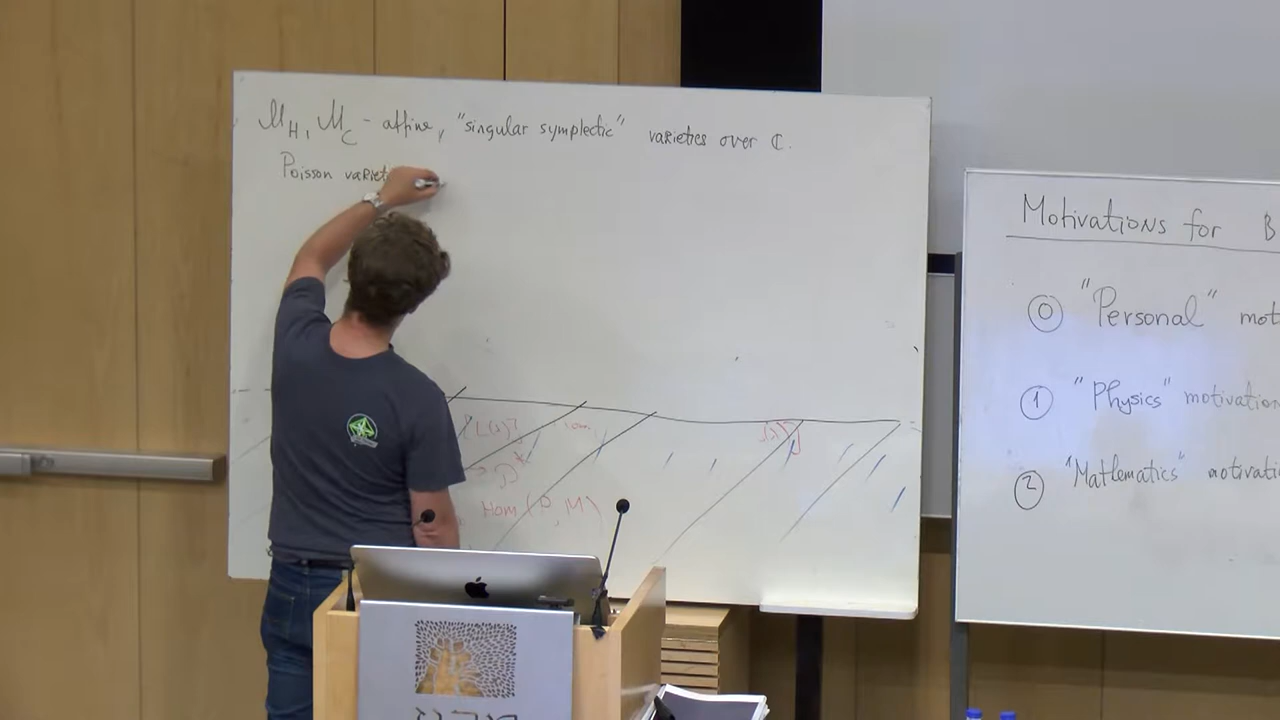 ℳ_H, ℳ_C - affine, "singular symplectic" varieties over ℂ.
Poisson variet
{L(λ)}
Hom (P, M)
Motivations for B
⓪ "Personal" mot
① "Physics" motivation
② "Mathematics" motivati